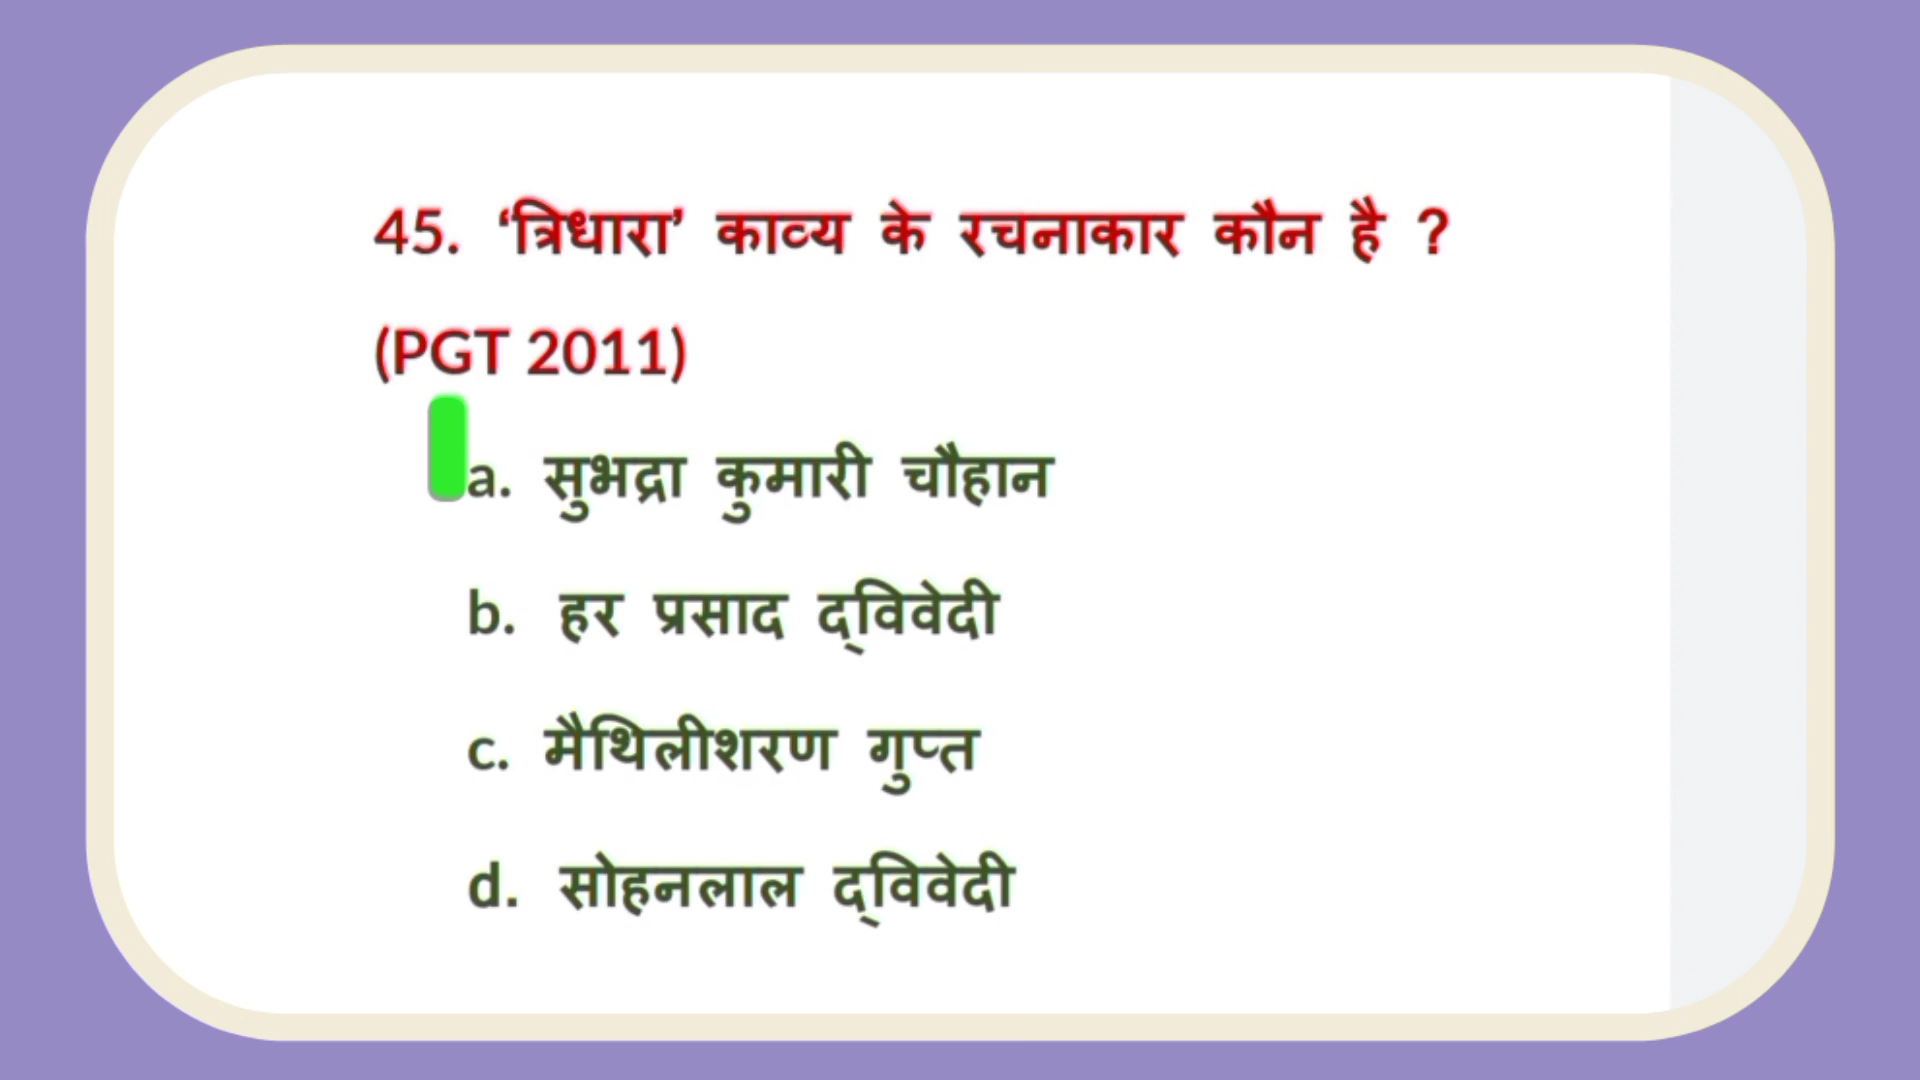 45. ‘त्रिधारा’ काव्य के रचनाकार कौन है ?
(PGT 2011)
a. सुभद्रा कुमारी चौहान
b. हर प्रसाद द्विवेदी
c. मैथिलीशरण गुप्त
d. सोहनलाल द्विवेदी